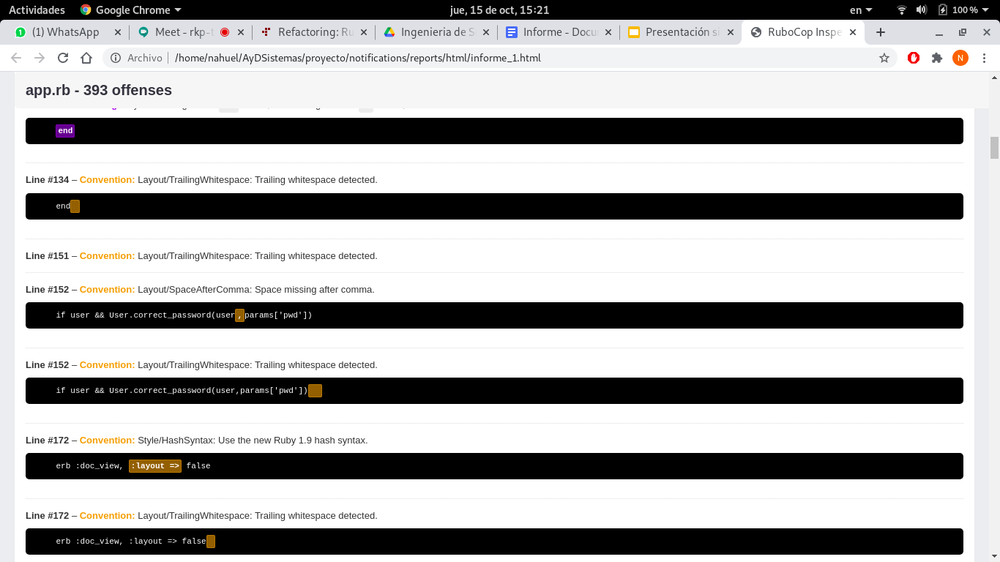 Actividades Google Chrome jue, 15 de oct, 15:21 en 100 %
(1) WhatsApp Meet - rkp-t Refactoring: Ru Ingenieria de S Informe - Docu Presentación si RuboCop Inspe
Archivo /home/nahuel/AyDSistemas/proyecto/notifications/reports/html/informe_1.html N
app.rb - 393 offenses
end
Line #134 – Convention: Layout/TrailingWhitespace: Trailing whitespace detected.
end
Line #151 – Convention: Layout/TrailingWhitespace: Trailing whitespace detected.
Line #152 – Convention: Layout/SpaceAfterComma: Space missing after comma.
if user && User.correct_password(user,params['pwd'])
Line #152 – Convention: Layout/TrailingWhitespace: Trailing whitespace detected.
if user && User.correct_password(user,params['pwd'])
Line #172 – Convention: Style/HashSyntax: Use the new Ruby 1.9 hash syntax.
erb :doc_view, :layout => false
Line #172 – Convention: Layout/TrailingWhitespace: Trailing whitespace detected.
erb :doc_view, :layout => false